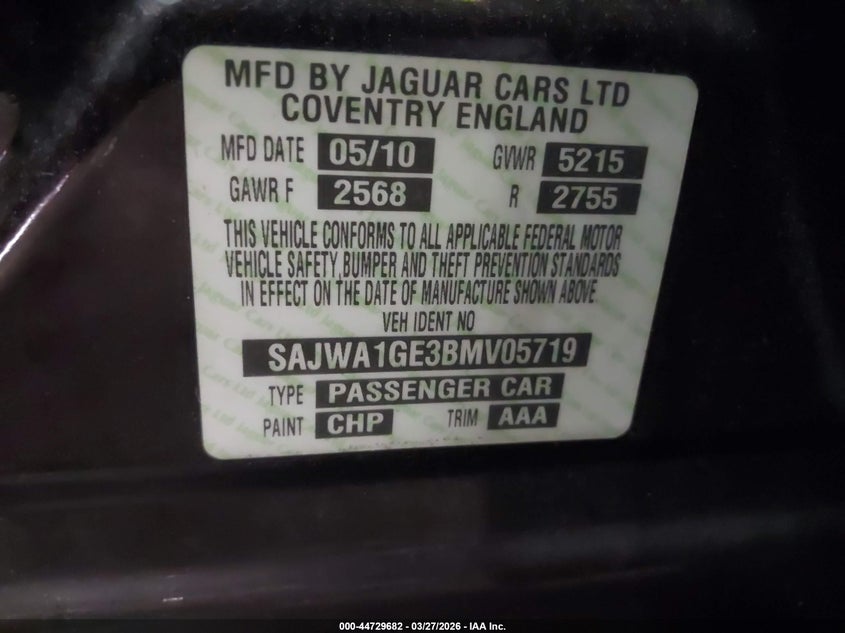 MFD BY JAGUAR CARS LTD
COVENTRY ENGLAND
MFD DATE 05/10 GVWR 5215
GAWR F 2568 R 2755
THIS VEHICLE CONFORMS TO ALL APPLICABLE FEDERAL MOTOR
VEHICLE SAFETY,BUMPER AND THEFT PREVENTION STANDARDS
IN EFFECT ON THE DATE OF MANUFACTURE SHOWN ABOVE
VEH IDENT NO
SAJWA1GE3BMV05719
TYPE PASSENGER CAR
PAINT CHP TRIM AAA
000-44729682 — 03/27/2026 — IAA Inc.